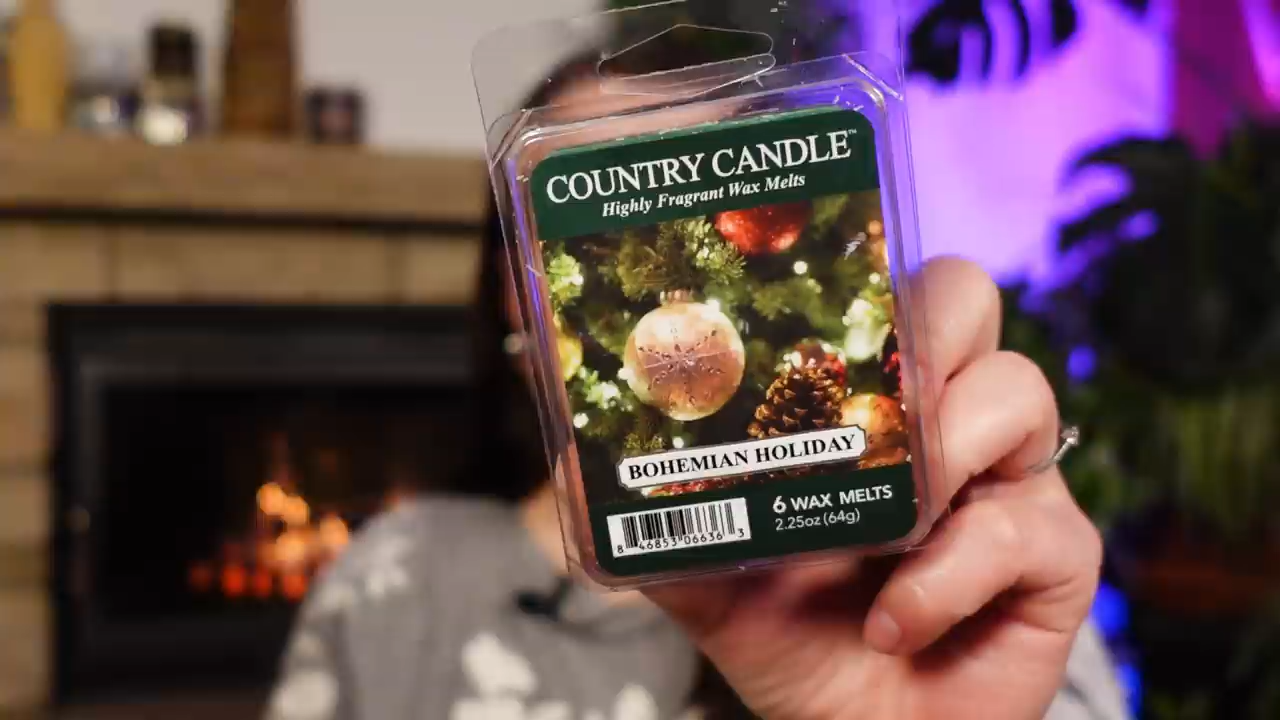 COUNTRY CANDLE™
Highly Fragrant Wax Melts
BOHEMIAN HOLIDAY
6 WAX MELTS
2.25oz (64g)
8 46853 06636 3